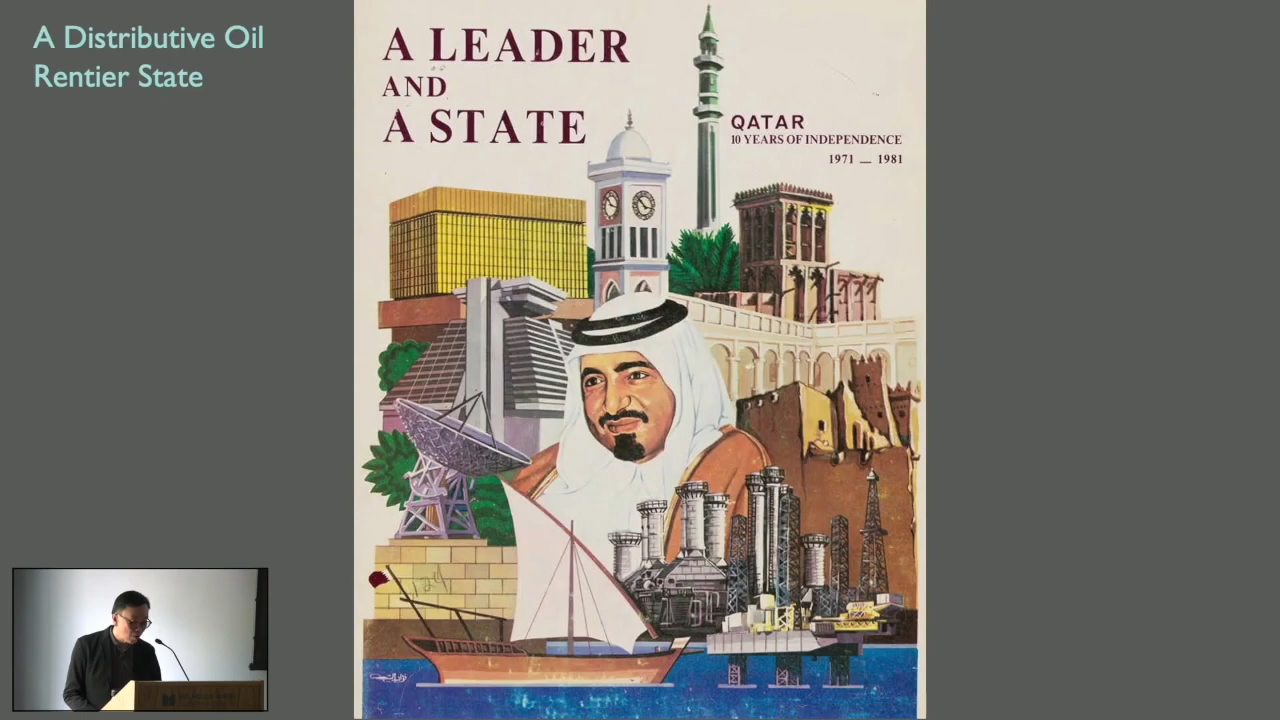 A Distributive Oil
Rentier State
A LEADER
AND
A STATE
QATAR
10 YEARS OF INDEPENDENCE
1971 — 1981